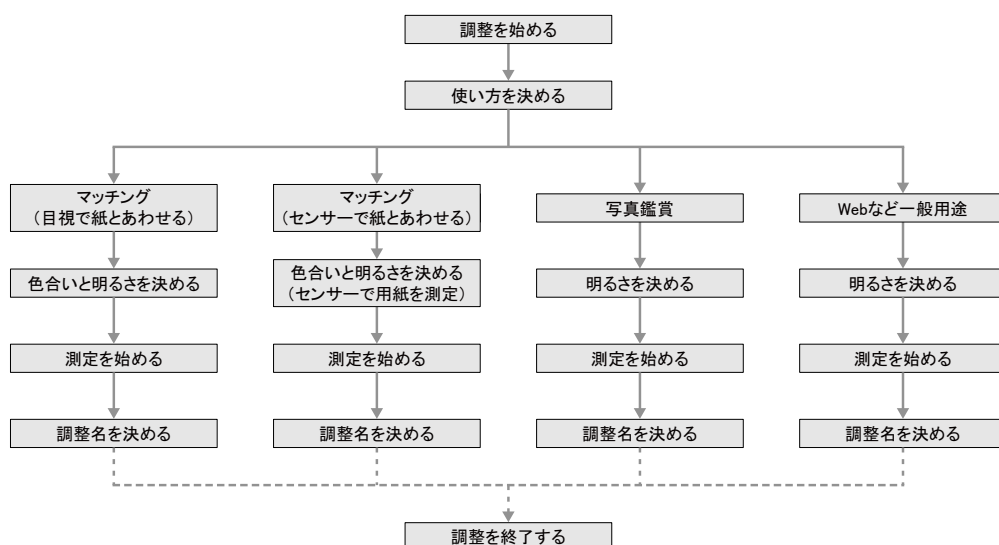 調整を始める
使い方を決める
マッチング
（目視で紙とあわせる）
マッチング
（センサーで紙とあわせる）
写真鑑賞
Webなど一般用途
色合いと明るさを決める
色合いと明るさを決める
（センサーで用紙を測定）
明るさを決める
明るさを決める
測定を始める
測定を始める
測定を始める
測定を始める
調整名を決める
調整名を決める
調整名を決める
調整名を決める
調整を終了する